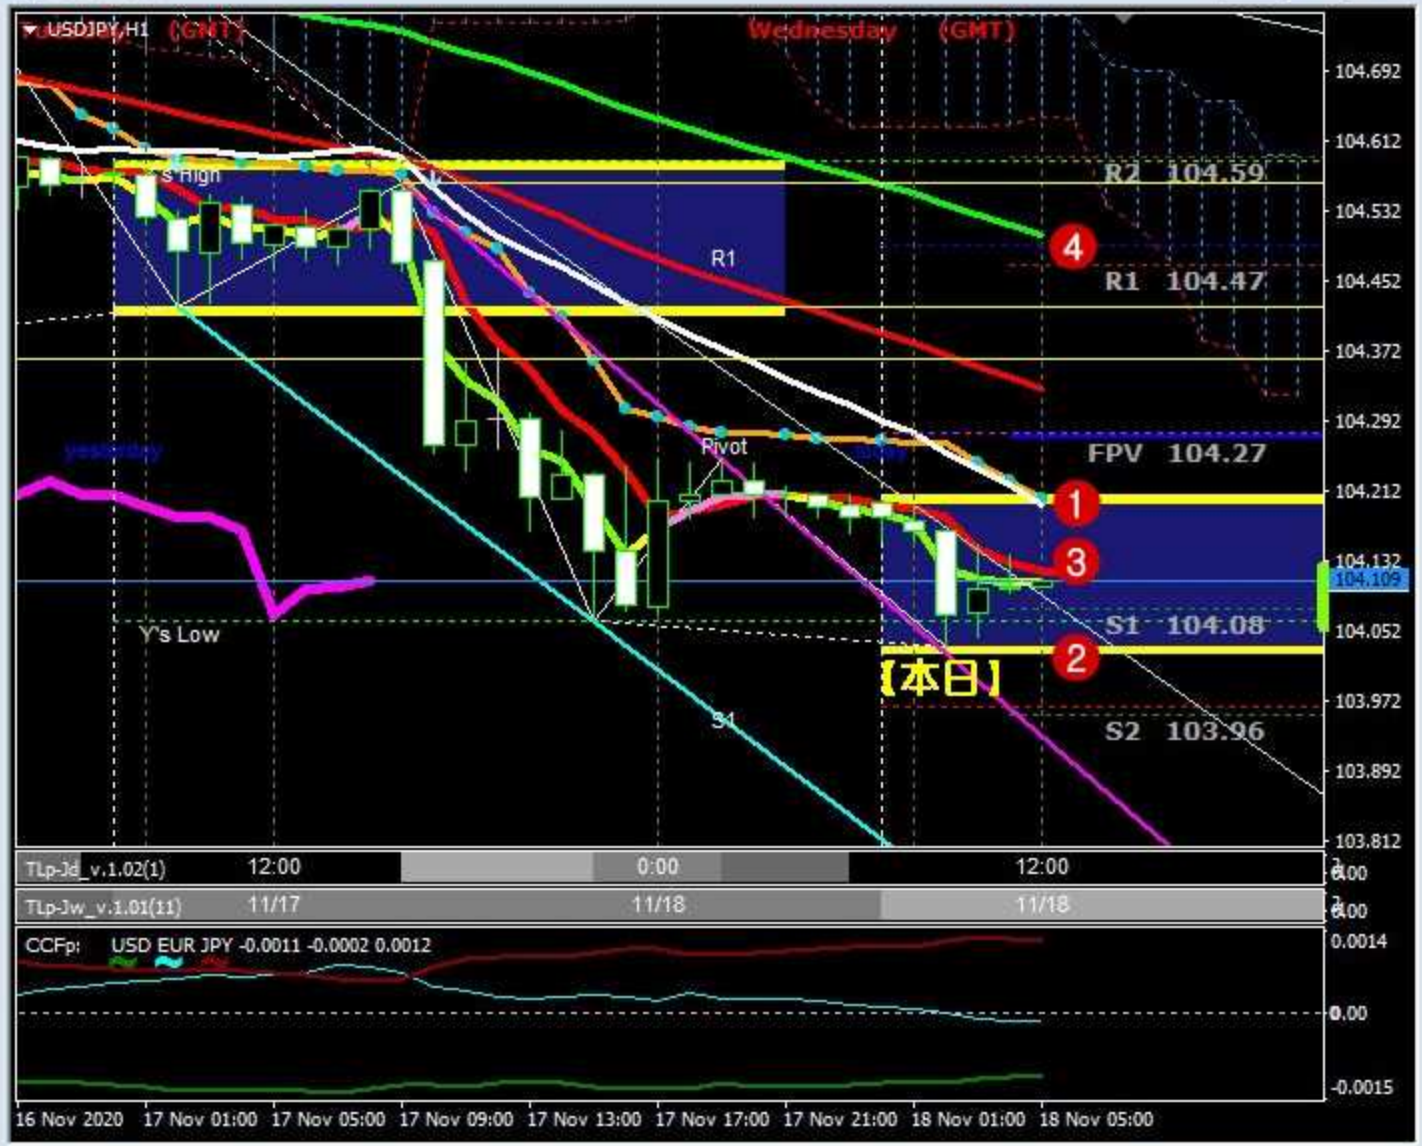 USDJPY,H1 (GMT)
Wednesday (GMT)
104.692
104.612
R2 104.59
's High
104.532
4
R1
R1 104.47
104.452
104.372
104.292
yesterday
Pivot
today
FPV 104.27
104.212
1
104.132
3
104.109
S1 104.08
Y's Low
104.052
2
【本日】
103.972
S1
S2 103.96
103.892
103.812
TLp-Jd_v.1.02(1) 12:00 0:00 12:00
TLp-Jw_v.1.01(11) 11/17 11/18 11/18
CCFp: USD EUR JPY -0.0011 -0.0002 0.0012
0.0014
0.00
-0.0015
16 Nov 2020 17 Nov 01:00 17 Nov 05:00 17 Nov 09:00 17 Nov 13:00 17 Nov 17:00 17 Nov 21:00 18 Nov 01:00 18 Nov 05:00